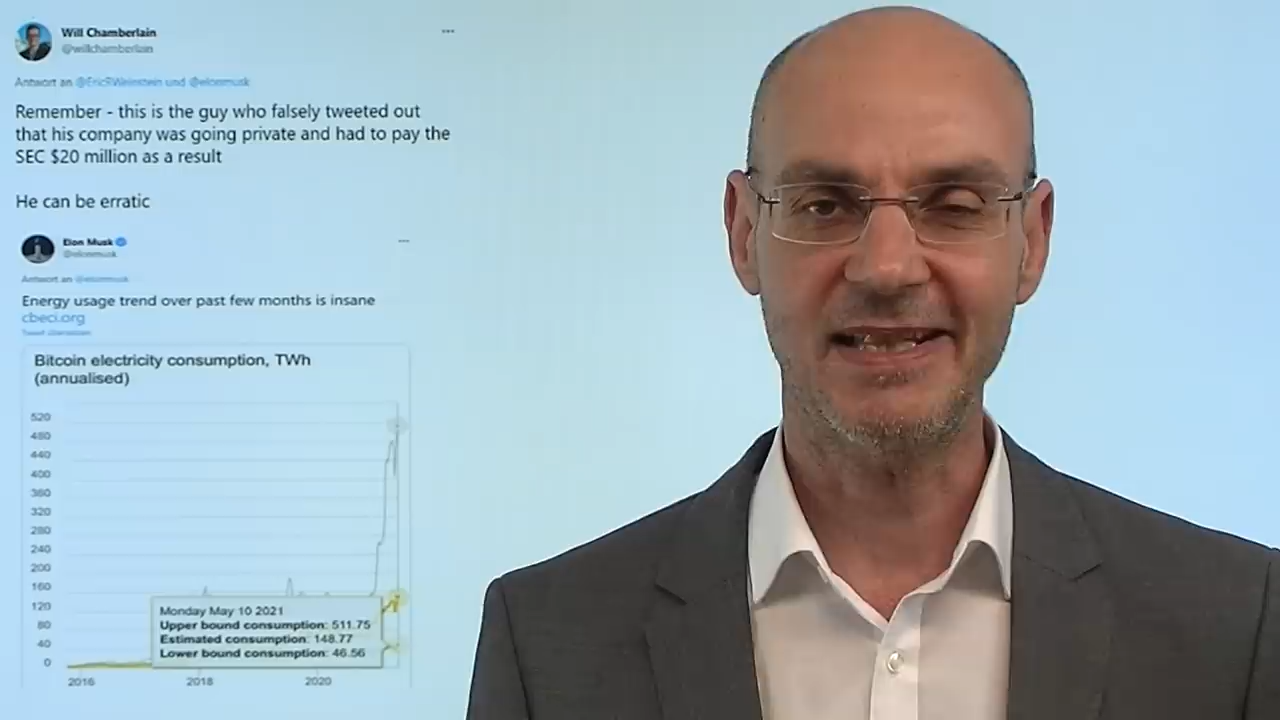 Will Chamberlain
@willchamberlain
Antwort an @EricRWeinstein und @elonmusk
Remember - this is the guy who falsely tweeted out
that his company was going private and had to pay the
SEC $20 million as a result
He can be erratic
Elon Musk
@elonmusk
Antwort an @elonmusk
Energy usage trend over past few months is insane
cbeci.org
Bitcoin electricity consumption, TWh
(annualised)
520
480
440
400
360
320
280
240
200
160
120
80
40
0
Monday May 10 2021
Upper bound consumption: 511.75
Estimated consumption: 148.77
Lower bound consumption: 46.56
2016 2018 2020